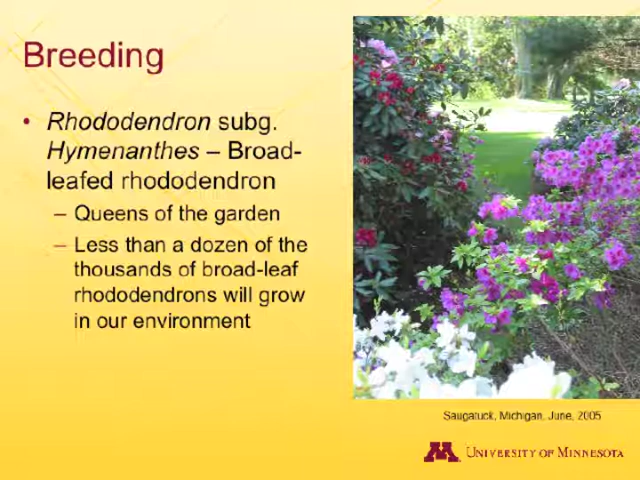 Breeding
• Rhododendron subg.
Hymenanthes – Broad-
leafed rhododendron
– Queens of the garden
– Less than a dozen of the
thousands of broad-leaf
rhododendrons will grow
in our environment
Saugatuck, Michigan, June, 2005
M University of Minnesota